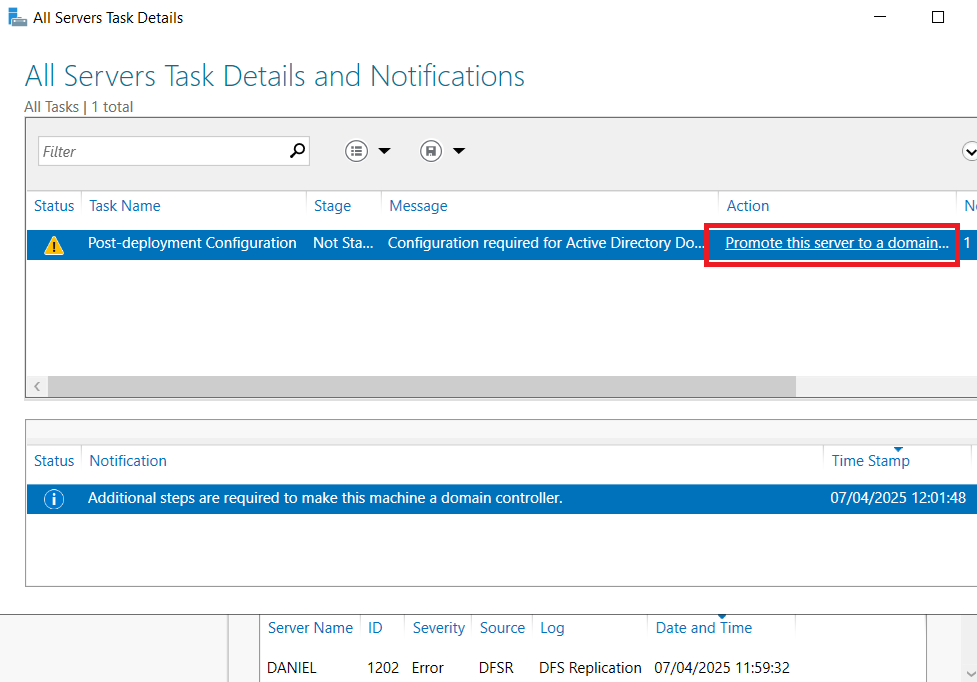 All Servers Task Details
All Servers Task Details and Notifications
All Tasks | 1 total
Filter
Status Task Name Stage Message Action
Post-deployment Configuration Not Sta... Configuration required for Active Directory Do... Promote this server to a domain... 1
Status Notification Time Stamp
Additional steps are required to make this machine a domain controller. 07/04/2025 12:01:48
Server Name ID Severity Source Log Date and Time
DANIEL 1202 Error DFSR DFS Replication 07/04/2025 11:59:32